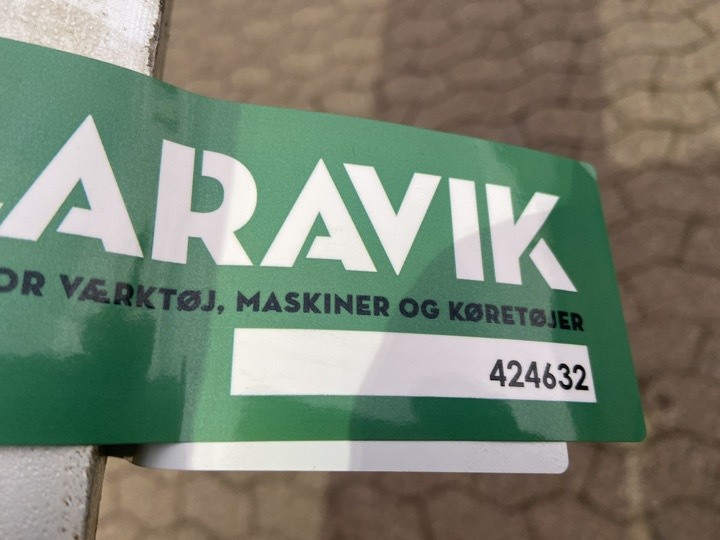 ARAVIK
OR VÆRKTØJ, MASKINER OG KØRETØJER
424632